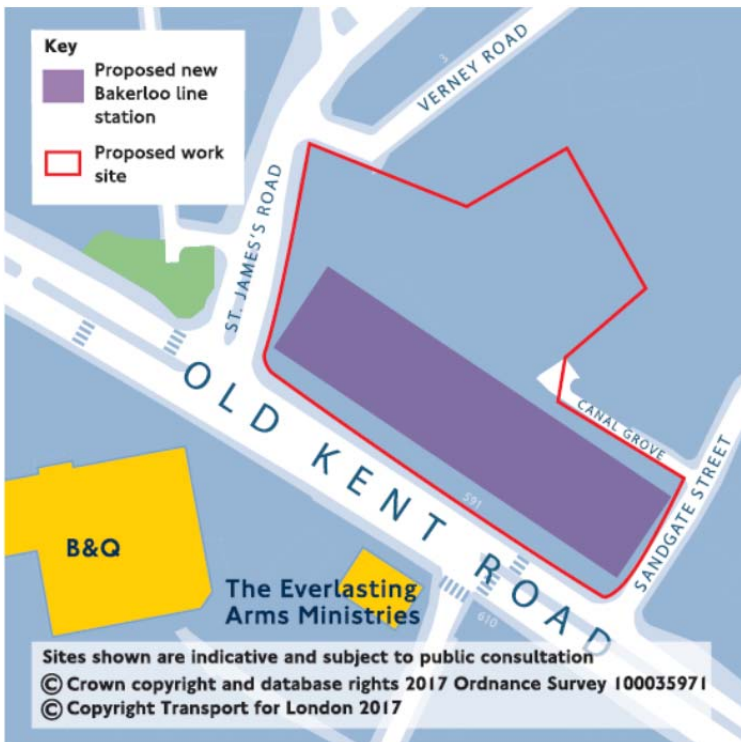 Key
Proposed new
Bakerloo line
station
Proposed work
site
VERNEY ROAD
ST. JAMES'S ROAD
OLD KENT ROAD
CANAL GROVE
SANDGATE STREET
591
610
B&Q
The Everlasting
Arms Ministries
Sites shown are indicative and subject to public consultation
© Crown copyright and database rights 2017 Ordnance Survey 100035971
© Copyright Transport for London 2017